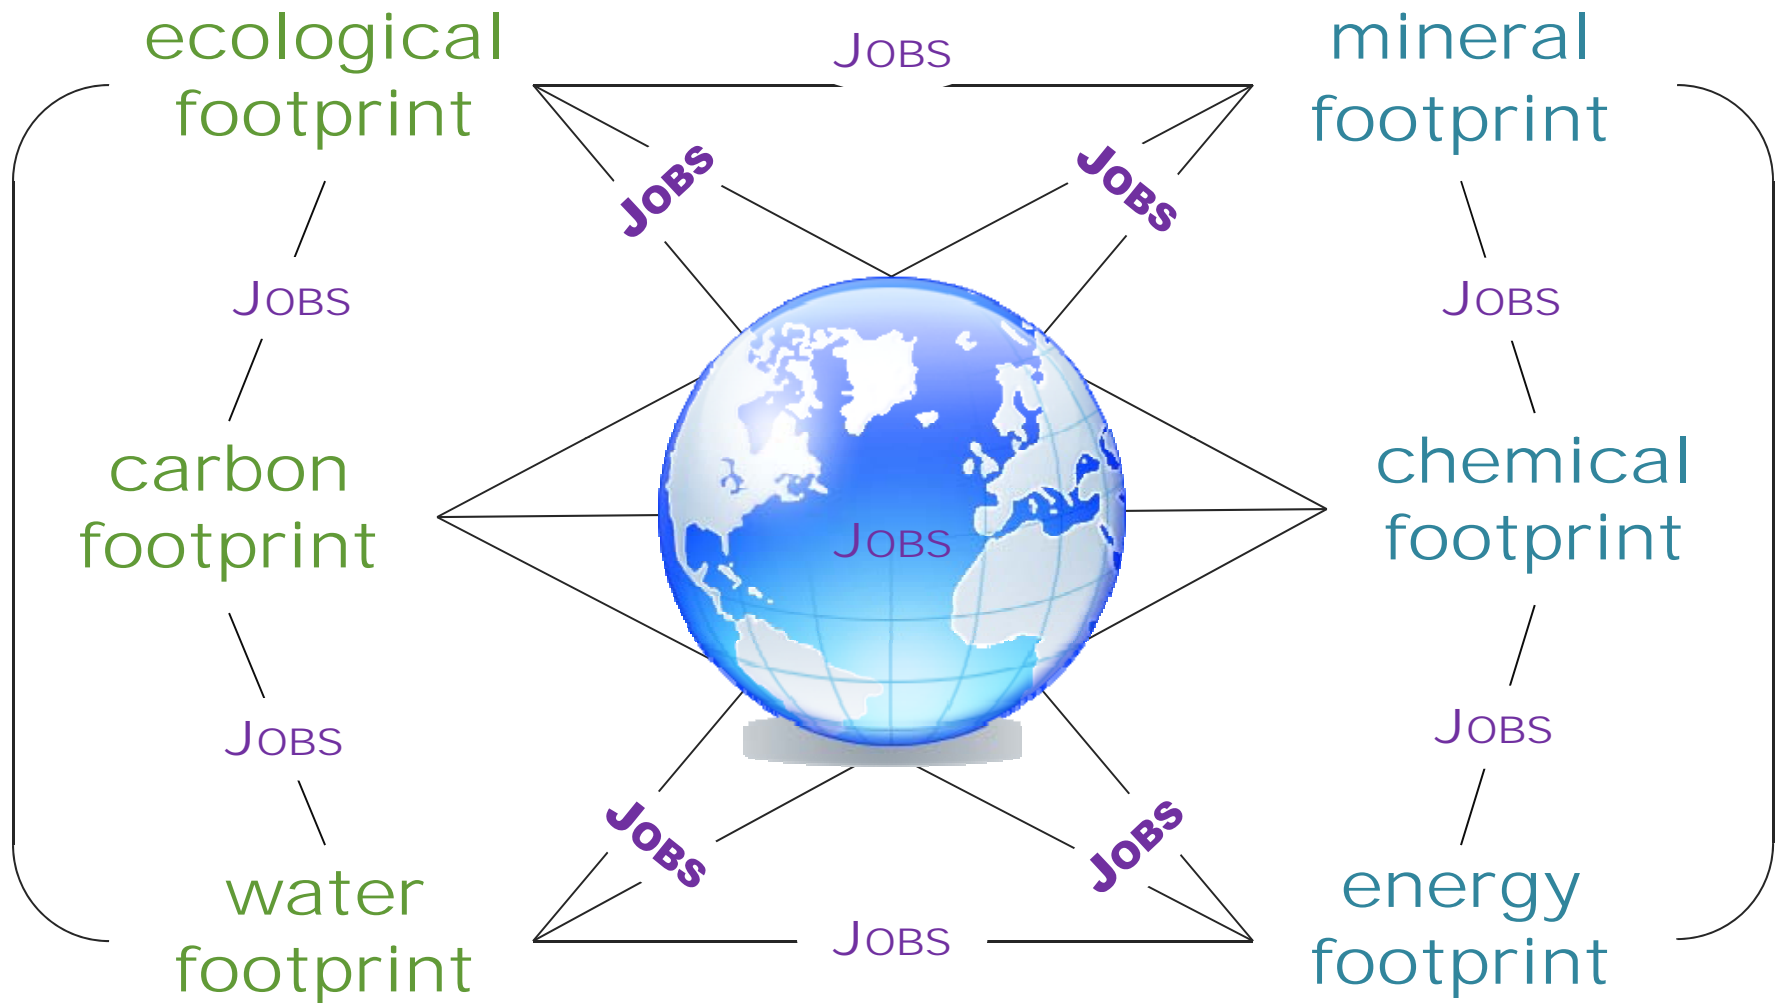 ecological
footprint
JOBS
mineral
footprint
JOBS
JOBS
JOBS
JOBS
carbon
footprint
JOBS
chemical
footprint
JOBS
JOBS
JOBS
JOBS
water
footprint
JOBS
energy
footprint